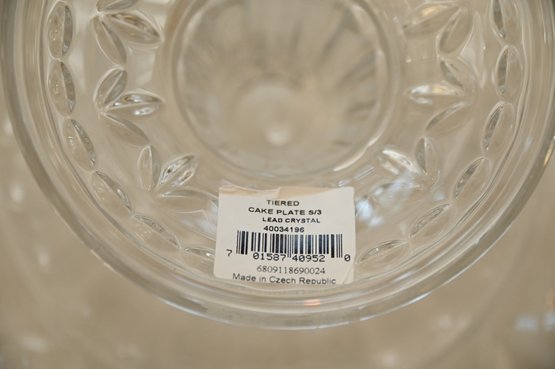 TIERED
CAKE PLATE S/3
LEAD CRYSTAL
40034196
7 01587 40952 0
6809118690024
Made in Czech Republic